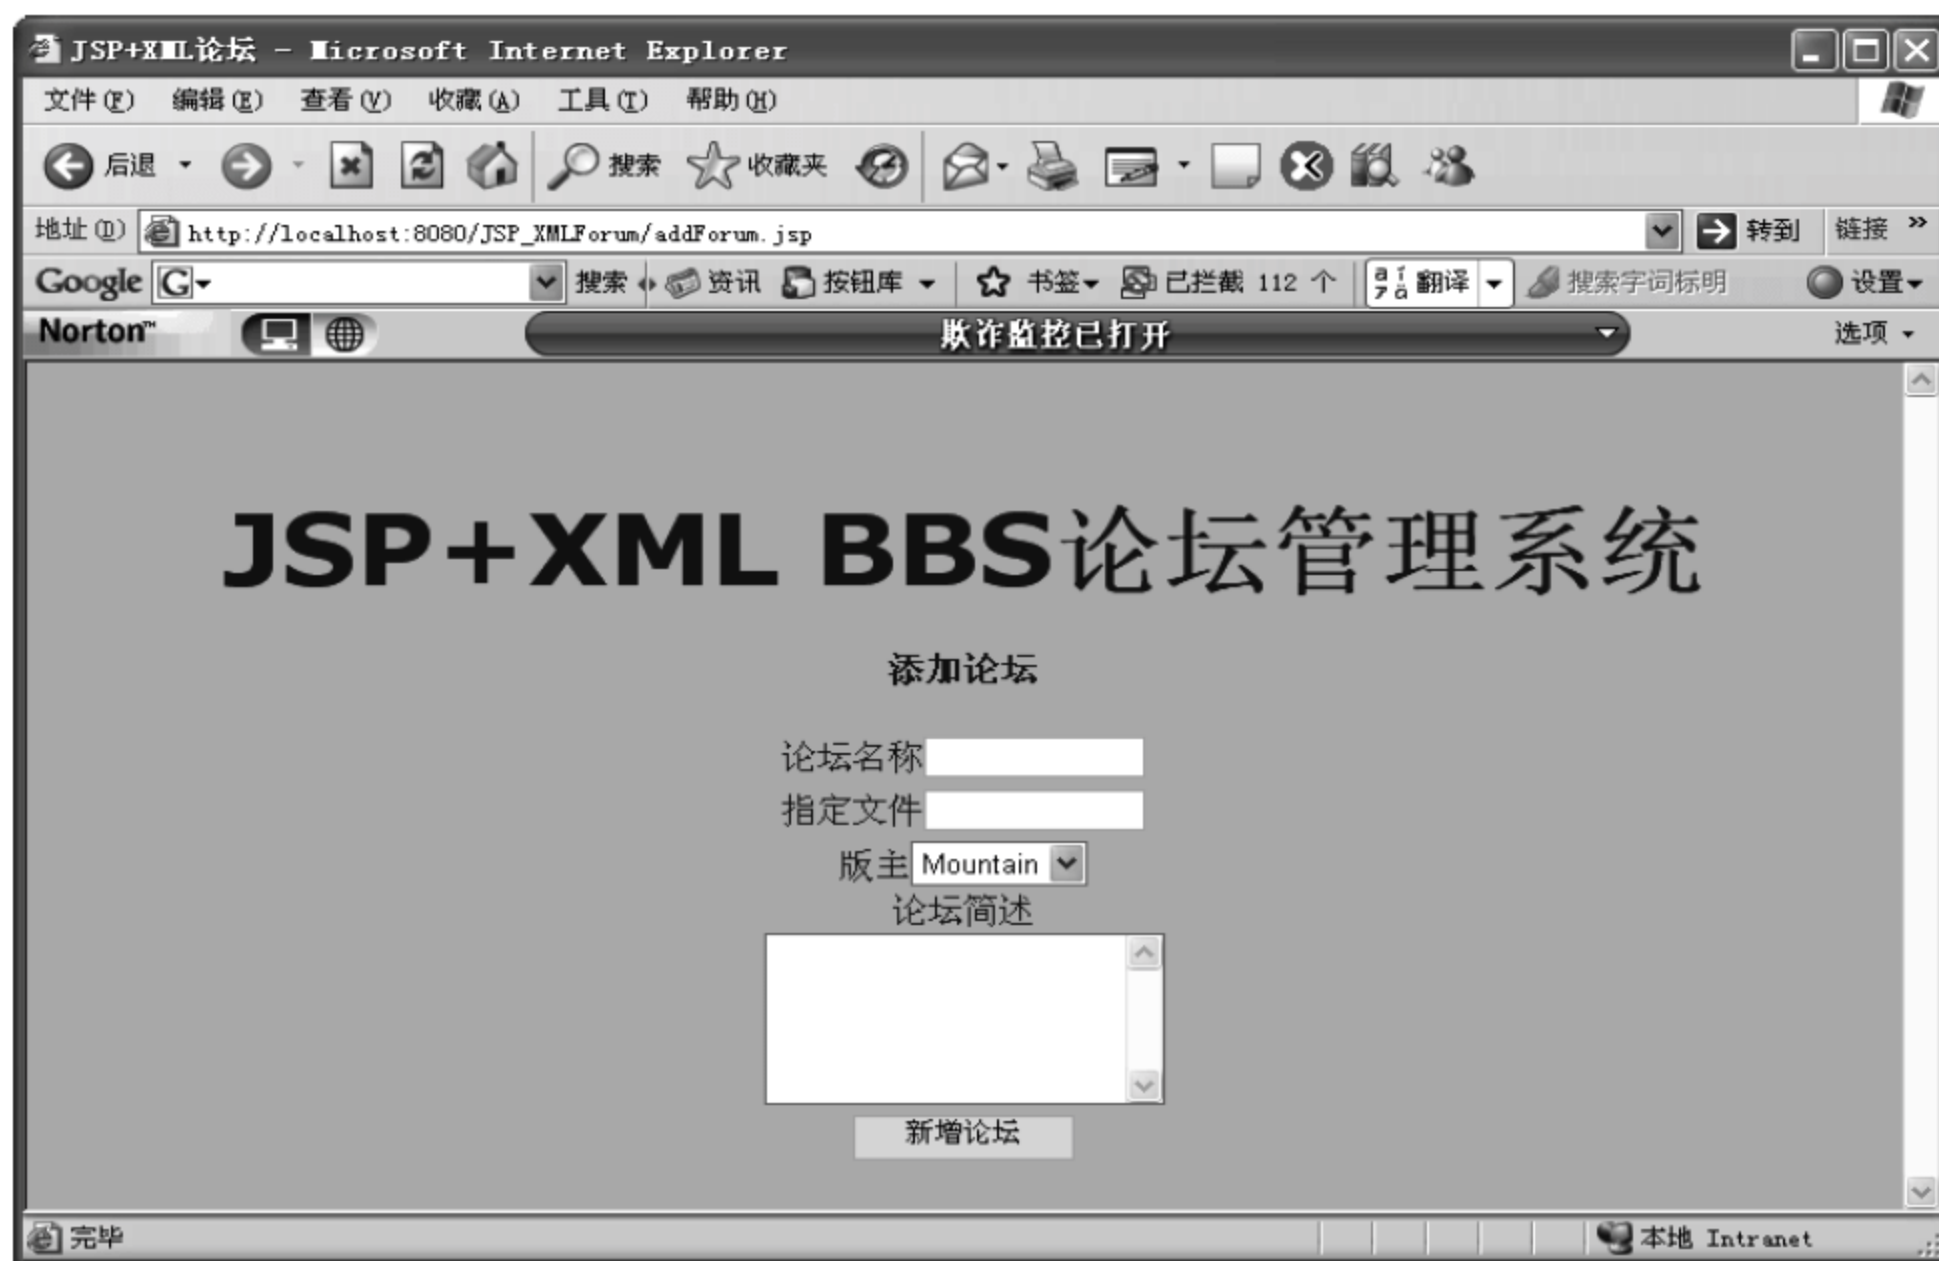 JSP+XML论坛 - Microsoft Internet Explorer
文件(F) 编辑(E) 查看(V) 收藏(A) 工具(T) 帮助(H)
后退 搜索 收藏夹
地址(D) http://localhost:8080/JSP_XMLForum/addForum.jsp 转到 链接 »
Google G 搜索 资讯 按钮库 书签 已拦截 112 个 翻译 搜索字词标明 设置
Norton™ 欺诈监控已打开 选项
JSP+XML BBS论坛管理系统
添加论坛
论坛名称
指定文件
版主 Mountain
论坛简述
新增论坛
完毕 本地 Intranet